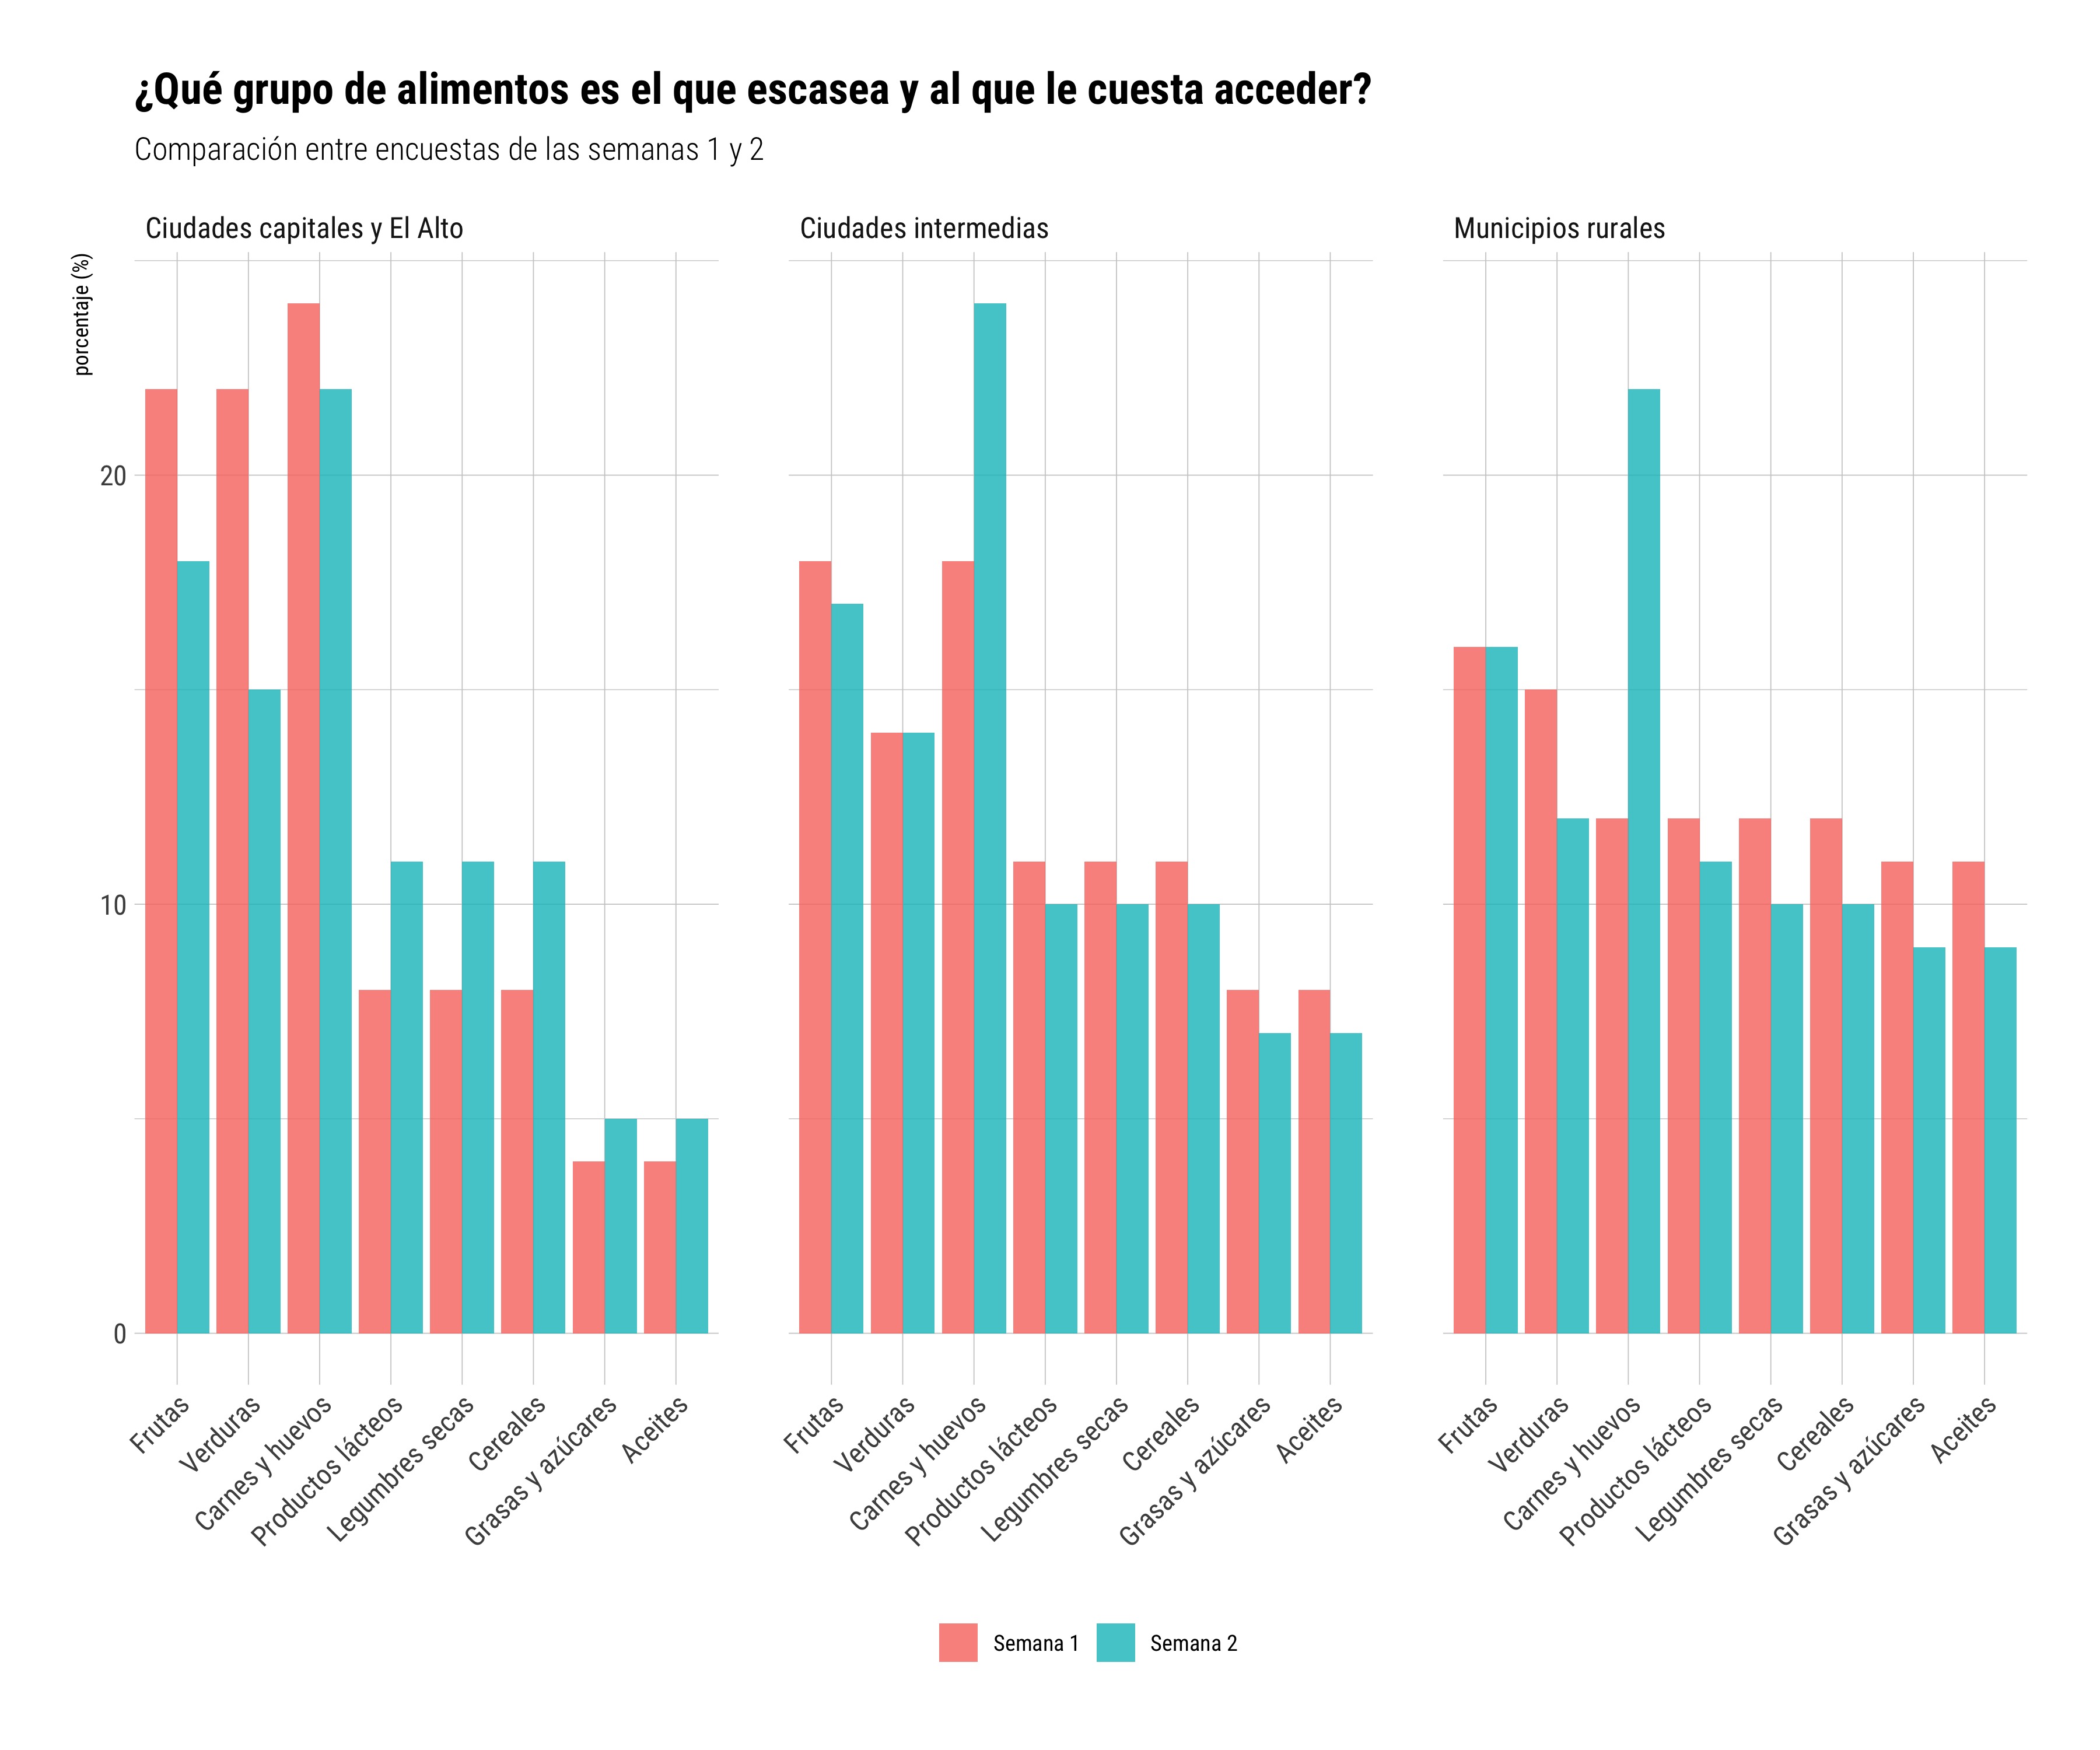 ¿Qué grupo de alimentos es el que escasea y al que le cuesta acceder?
Comparación entre encuestas de las semanas 1 y 2
Ciudades capitales y El Alto
Ciudades intermedias
Municipios rurales
porcentaje (%)
20
10
0
Frutas
Verduras
Carnes y huevos
Productos lácteos
Legumbres secas
Cereales
Grasas y azúcares
Aceites
Frutas
Verduras
Carnes y huevos
Productos lácteos
Legumbres secas
Cereales
Grasas y azúcares
Aceites
Frutas
Verduras
Carnes y huevos
Productos lácteos
Legumbres secas
Cereales
Grasas y azúcares
Aceites
Semana 1
Semana 2